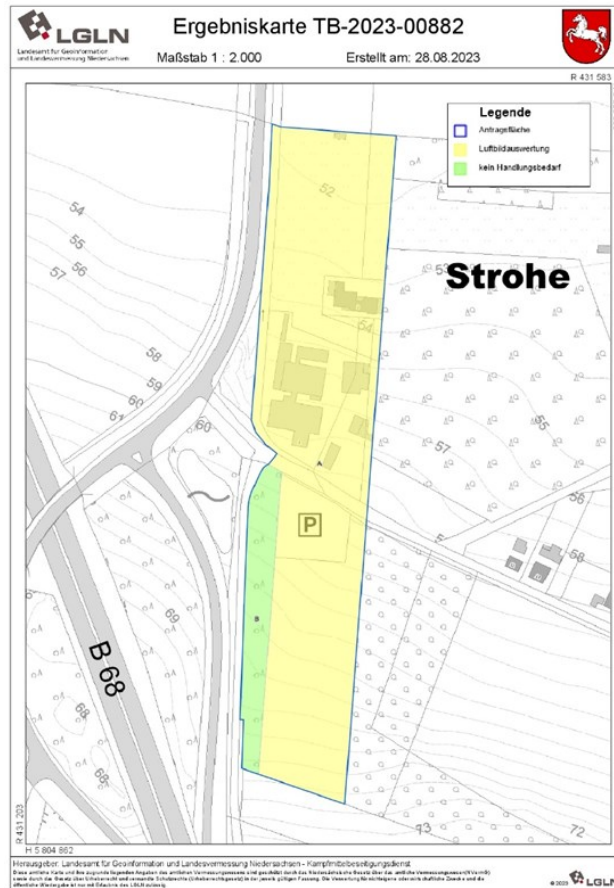 LGLN
Landesamt für Geoinformation
und Landesvermessung Niedersachsen
Ergebniskarte TB-2023-00882
Maßstab 1 : 2.000
Erstellt am: 28.08.2023
R 431 583
Legende
Antragsfläche
Luftbildauswertung
kein Handlungsbedarf
Strohe
52
54
55
56
57
53
54
58
59
60
61
60
55
57
56
58
A
P
B
69
68
68
B 68
73
72
R 431 203
H 5 804 862
Herausgeber: Landesamt für Geoinformation und Landesvermessung Niedersachsen - Kampfmittelbeseitigungsdienst
LGLN